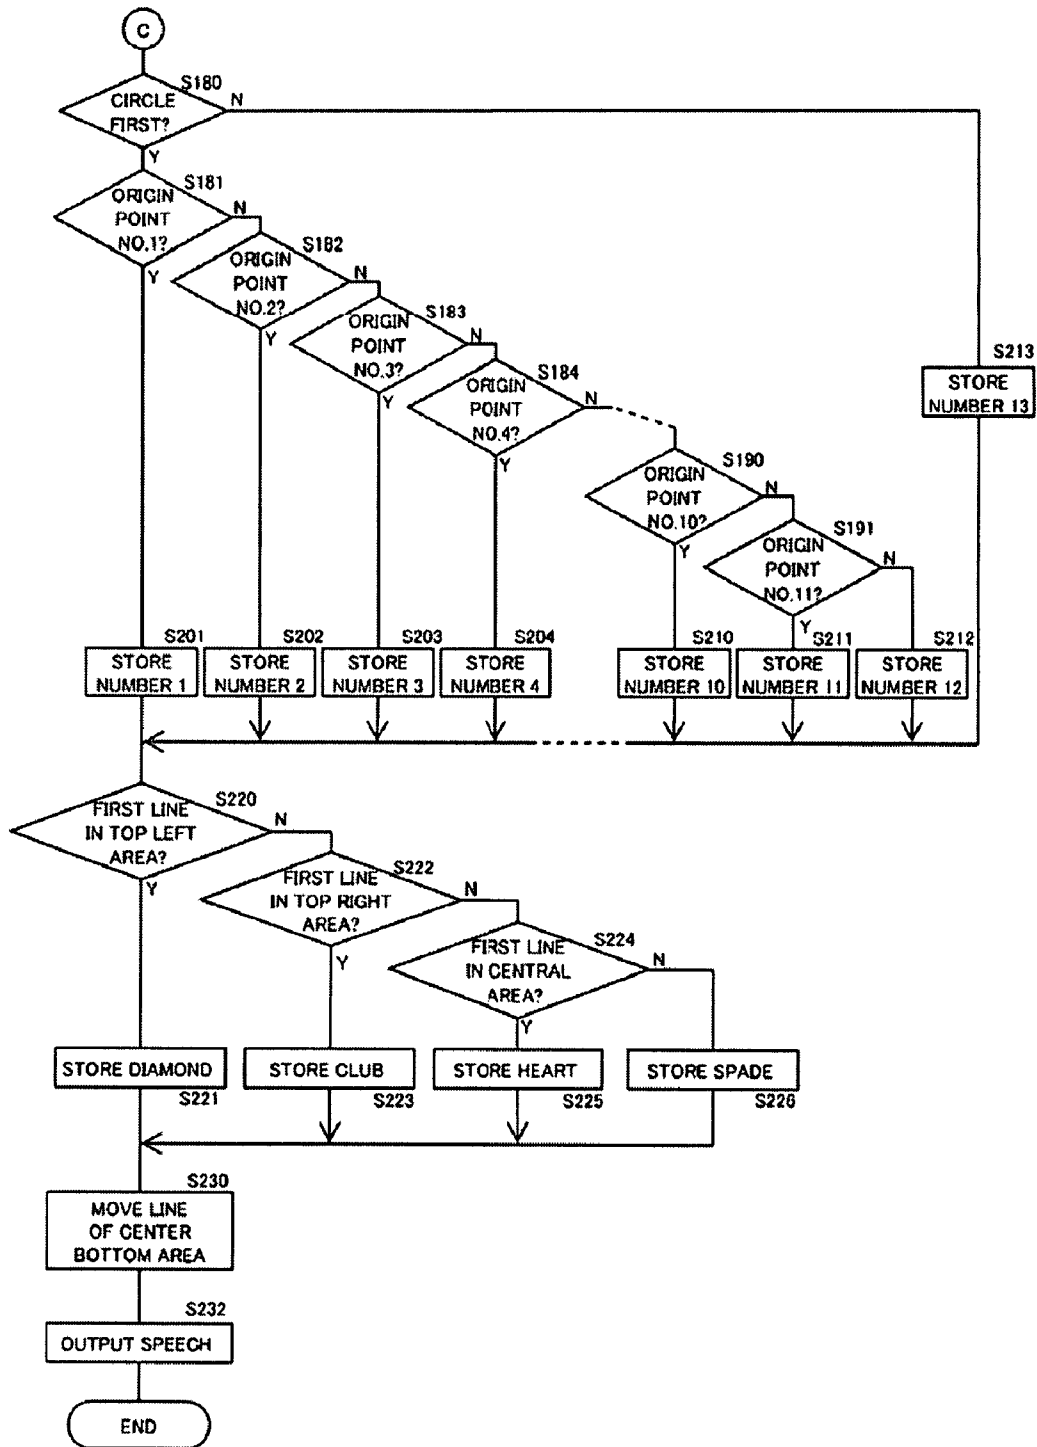 C
S180
CIRCLE
FIRST?
N
Y
S181
ORIGIN
POINT
NO.1?
N
Y
S182
ORIGIN
POINT
NO.2?
N
Y
S183
ORIGIN
POINT
NO.3?
N
Y
S184
ORIGIN
POINT
NO.4?
N
Y
S213
STORE
NUMBER 13
S190
ORIGIN
POINT
NO.10?
N
Y
S191
ORIGIN
POINT
NO.11?
N
Y
S201
STORE
NUMBER 1
S202
STORE
NUMBER 2
S203
STORE
NUMBER 3
S204
STORE
NUMBER 4
S210
STORE
NUMBER 10
S211
STORE
NUMBER 11
S212
STORE
NUMBER 12
S220
FIRST LINE
IN TOP LEFT
AREA?
N
Y
S222
FIRST LINE
IN TOP RIGHT
AREA?
N
Y
S224
FIRST LINE
IN CENTRAL
AREA?
N
Y
STORE DIAMOND
S221
STORE CLUB
S223
STORE HEART
S225
STORE SPADE
S226
S230
MOVE LINE
OF CENTER
BOTTOM AREA
S232
OUTPUT SPEECH
END